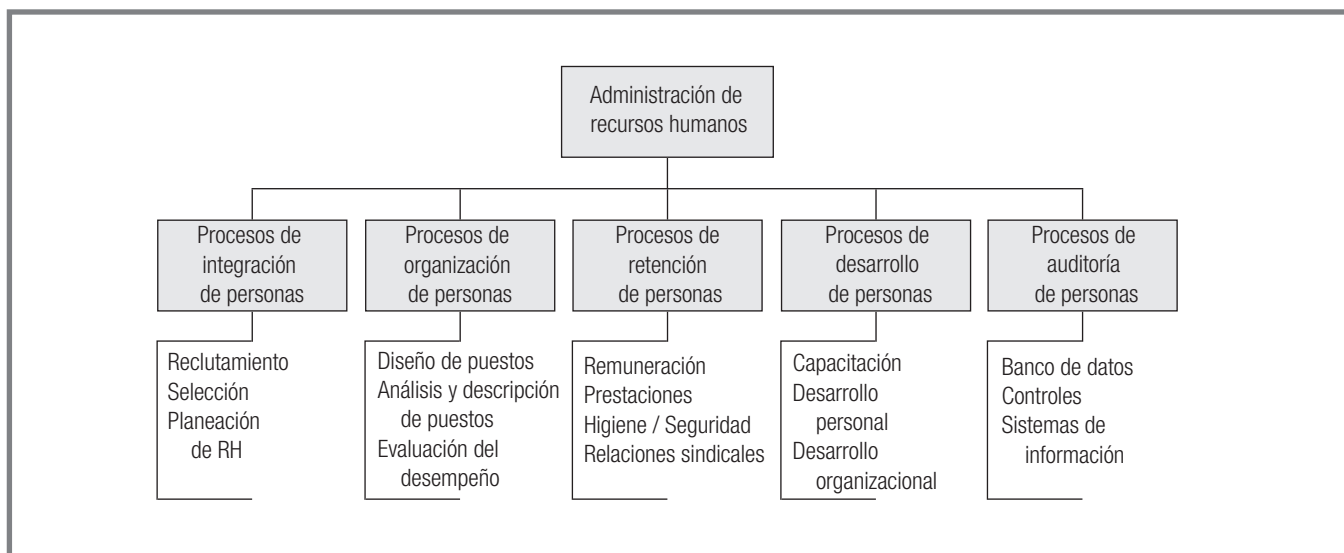 Administración de
recursos humanos
Procesos de
integración
de personas
Procesos de
organización
de personas
Procesos de
retención
de personas
Procesos de
desarrollo
de personas
Procesos de
auditoría
de personas
Reclutamiento
Selección
Planeación
de RH
Diseño de puestos
Análisis y descripción
de puestos
Evaluación del
desempeño
Remuneración
Prestaciones
Higiene / Seguridad
Relaciones sindicales
Capacitación
Desarrollo
personal
Desarrollo
organizacional
Banco de datos
Controles
Sistemas de
información